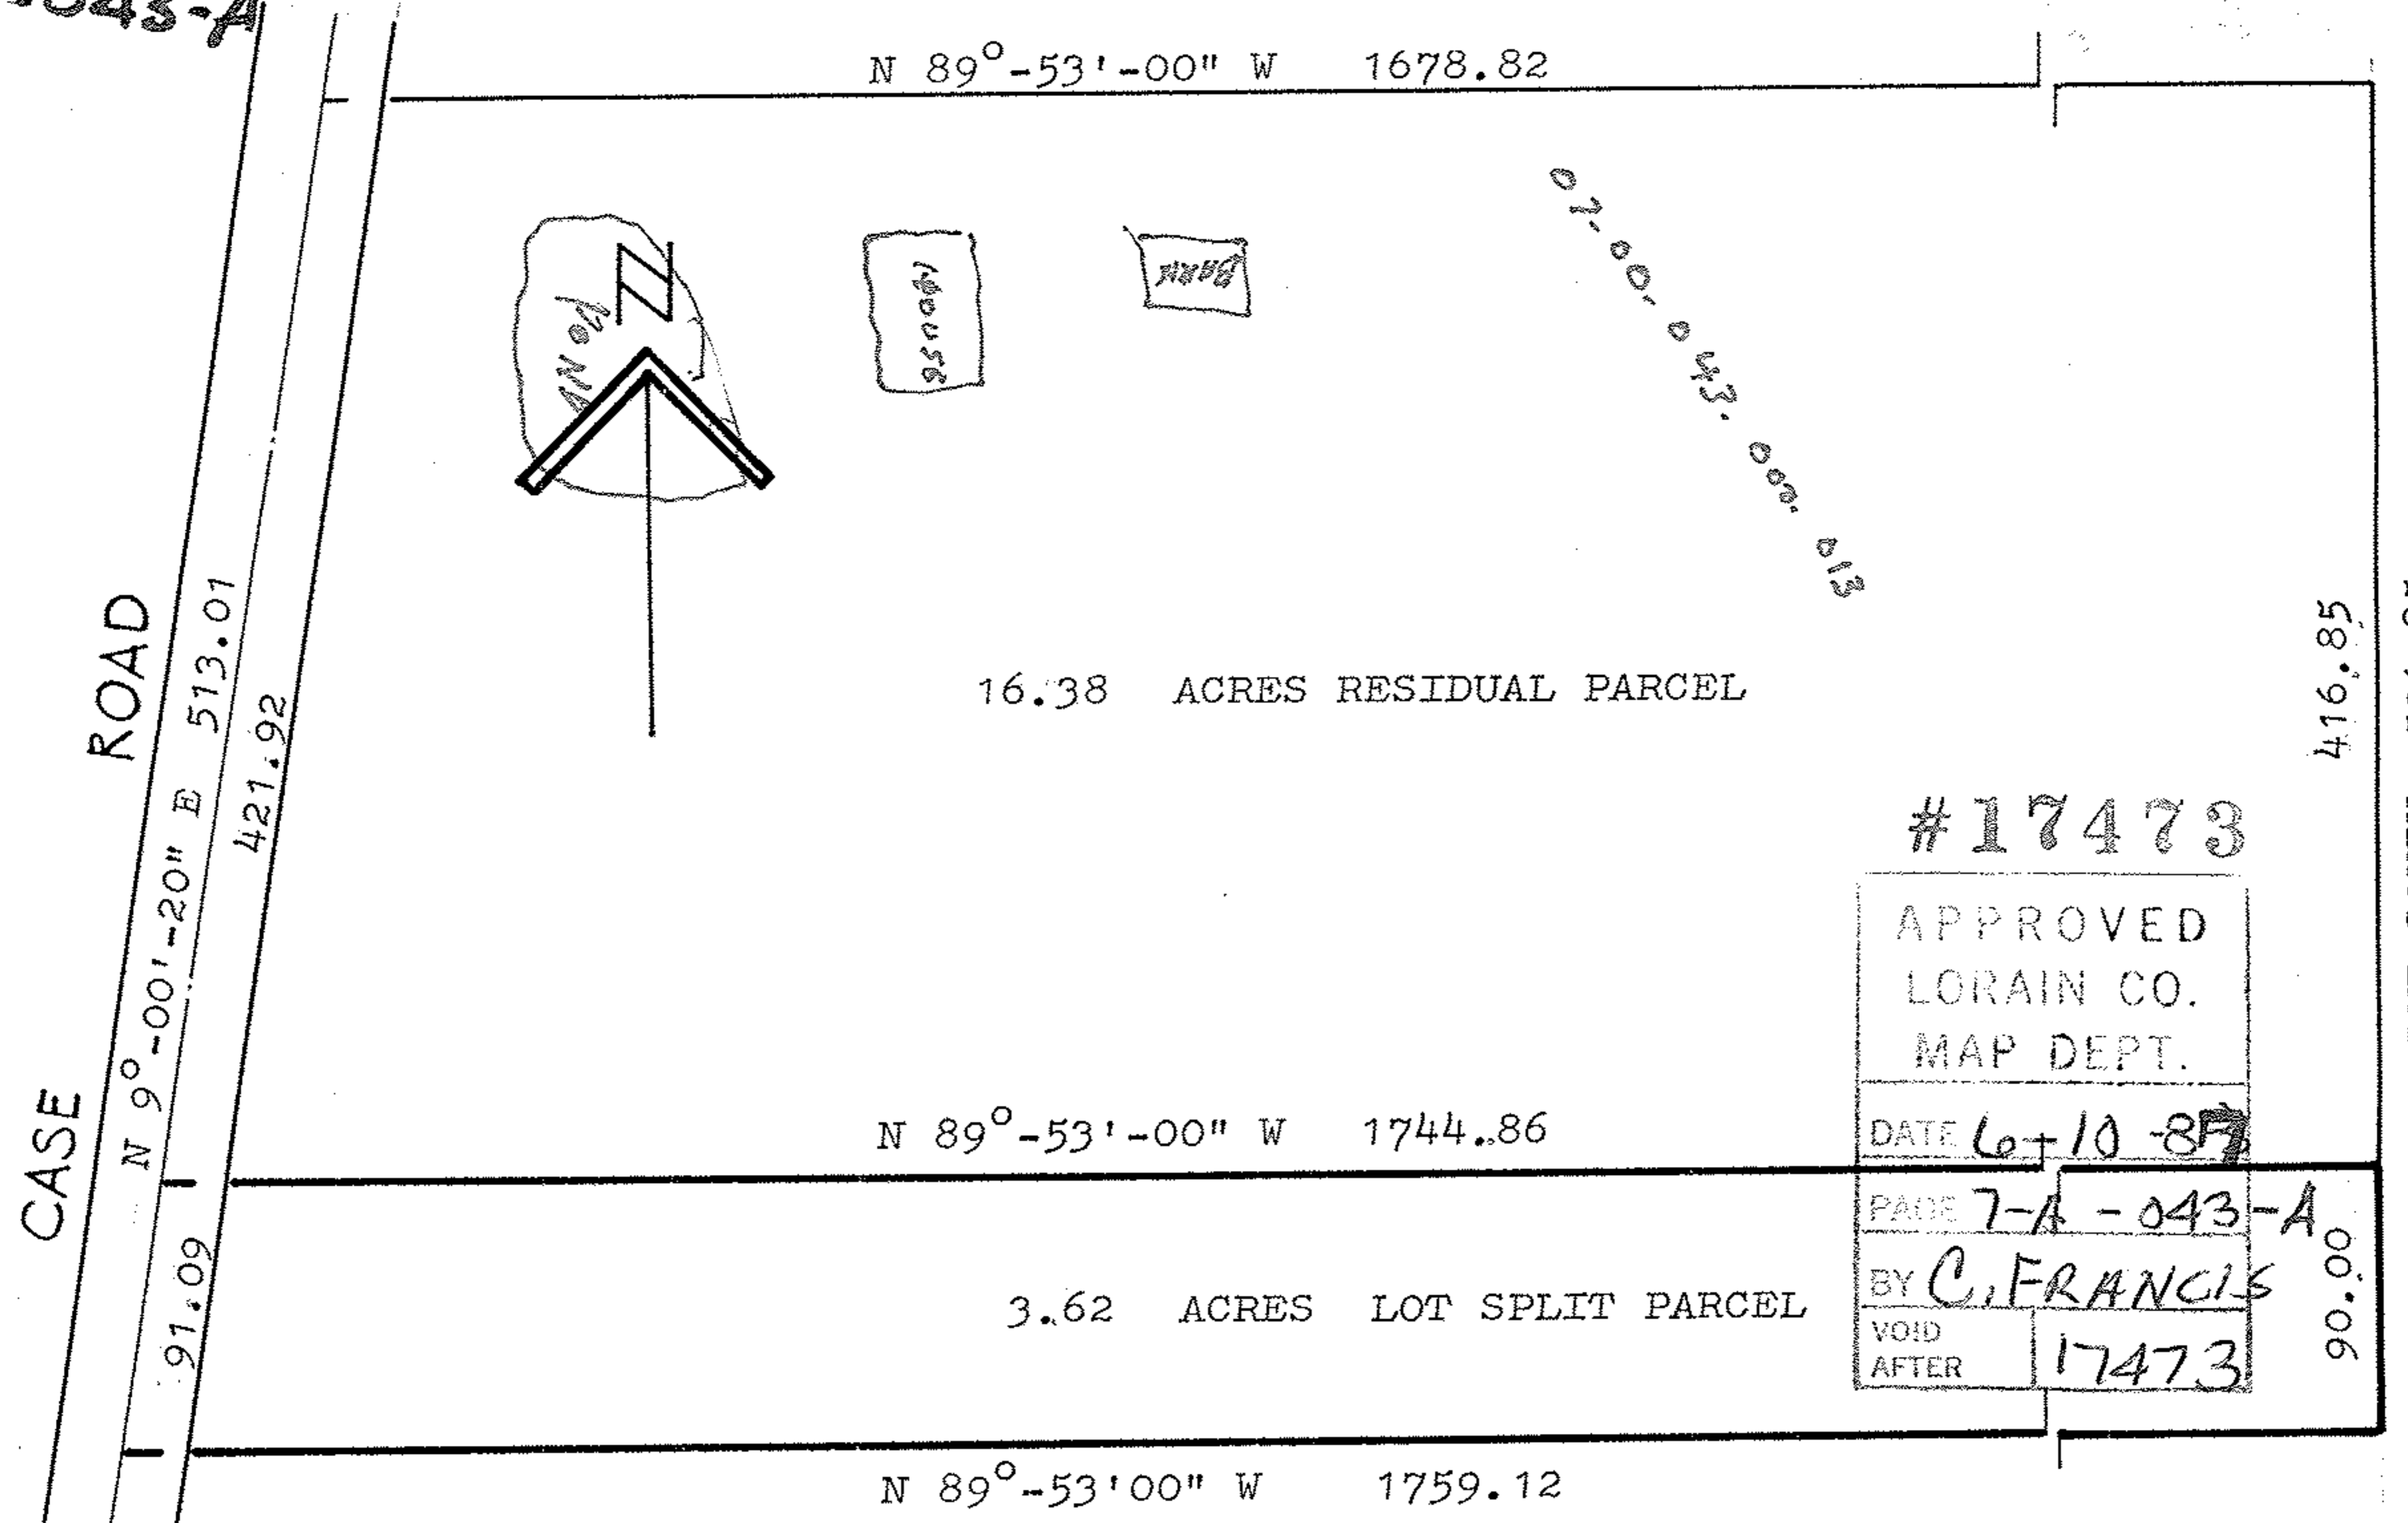 N 89°-53'-00" W 1678.82
N
POND
HOUSE
BARN
07-00-043-000-013
ROAD
CASE
N 9°-00'-20" E 513.01
421.92
16.38 ACRES RESIDUAL PARCEL
416.85
#17473
APPROVED
LORAIN CO.
MAP DEPT.
DATE 6-10-87
PAGE 7-A-043-A
BY C. FRANCIS
VOID
AFTER 17473
N 89°-53'-00" W 1744.86
91.09
3.62 ACRES LOT SPLIT PARCEL
90.00
N 89°-53'00" W 1759.12